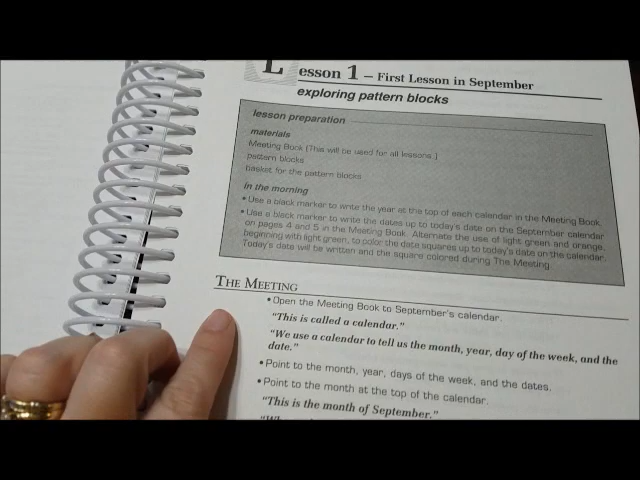 Lesson 1 – First Lesson in September
exploring pattern blocks
lesson preparation
materials
Meeting Book (This will be used for all lessons.)
pattern blocks
basket for the pattern blocks
in the morning
• Use a black marker to write the year at the top of each calendar in the Meeting Book.
• Use a black marker to write the dates up to today's date on the September calendar
on pages 4 and 5 in the Meeting Book. Alternate the use of light green and orange,
beginning with light green, to color the date squares up to today's date on the calendar.
Today's date will be written and the square colored during The Meeting.
THE MEETING
• Open the Meeting Book to September's calendar.
"This is called a calendar."
"We use a calendar to tell us the month, year, day of the week, and the
date."
• Point to the month, year, days of the week, and the dates.
• Point to the month at the top of the calendar.
"This is the month of September."